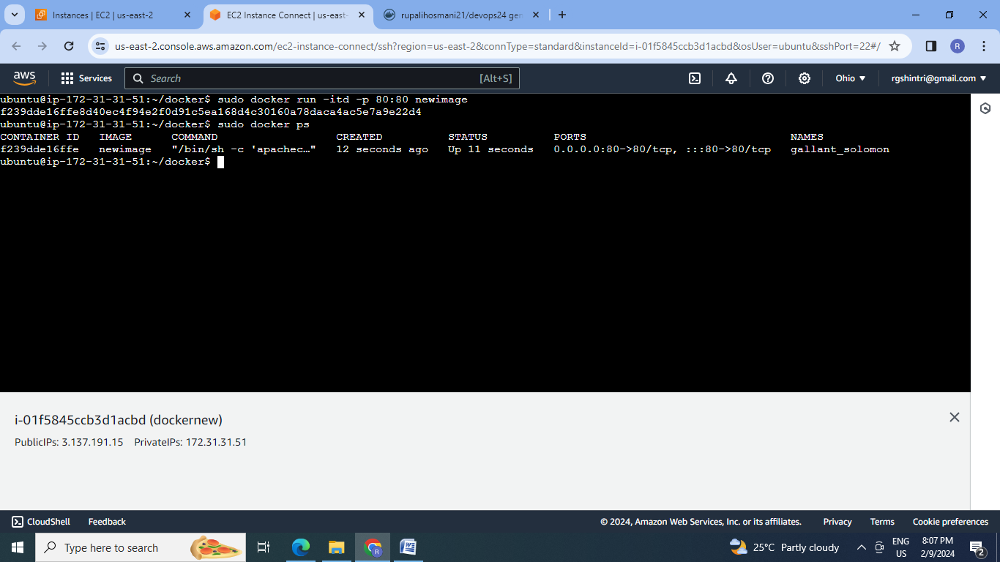 Instances | EC2 | us-east-2
EC2 Instance Connect | us-east-
rupalihosmani21/devops24 gen
us-east-2.console.aws.amazon.com/ec2-instance-connect/ssh?region=us-east-2&connType=standard&instanceId=i-01f5845ccb3d1acbd&osUser=ubuntu&sshPort=22#/
R
aws Services Search [Alt+S] Ohio rgshintri@gmail.com
ubuntu@ip-172-31-31-51:~/docker$ sudo docker run -itd -p 80:80 newimage
f239dde16ffe8d40ec4f94e2f0d91c5ea168d4c30160a78daca4ac5e7a9e22d4
ubuntu@ip-172-31-31-51:~/docker$ sudo docker ps
CONTAINER ID IMAGE COMMAND CREATED STATUS PORTS NAMES
f239dde16ffe newimage "/bin/sh -c 'apachec…" 12 seconds ago Up 11 seconds 0.0.0.0:80->80/tcp, :::80->80/tcp gallant_solomon
ubuntu@ip-172-31-31-51:~/docker$
i-01f5845ccb3d1acbd (dockernew)
PublicIPs: 3.137.191.15 PrivateIPs: 172.31.31.51
CloudShell Feedback © 2024, Amazon Web Services, Inc. or its affiliates. Privacy Terms Cookie preferences
Type here to search
R
W
25°C Partly cloudy
ENG
US
8:07 PM
2/9/2024
2